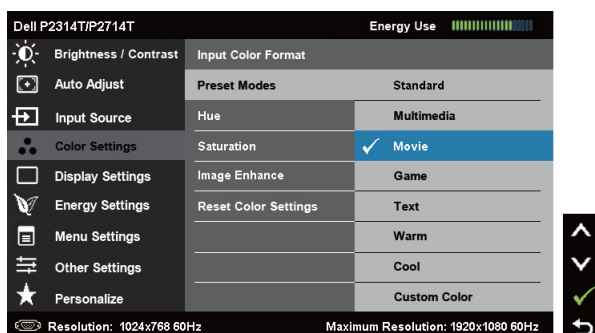 Dell P2314T/P2714T Energy Use
Brightness / Contrast Input Color Format
Auto Adjust Preset Modes Standard
Input Source Hue Multimedia
Color Settings Saturation Movie
Display Settings Image Enhance Game
Energy Settings Reset Color Settings Text
Menu Settings Warm
Other Settings Cool
Personalize Custom Color
Resolution: 1024x768 60Hz Maximum Resolution: 1920x1080 60Hz